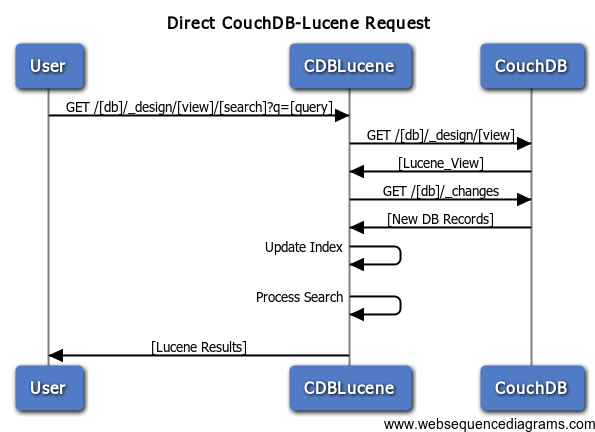 Direct CouchDB-Lucene Request
User CDBLucene CouchDB
GET /[db]/_design/[view]/[search]?q=[query]
GET /[db]/_design/[view]
[Lucene_View]
GET /[db]/_changes
[New DB Records]
Update Index
Process Search
[Lucene Results]
User CDBLucene CouchDB
www.websequencediagrams.com